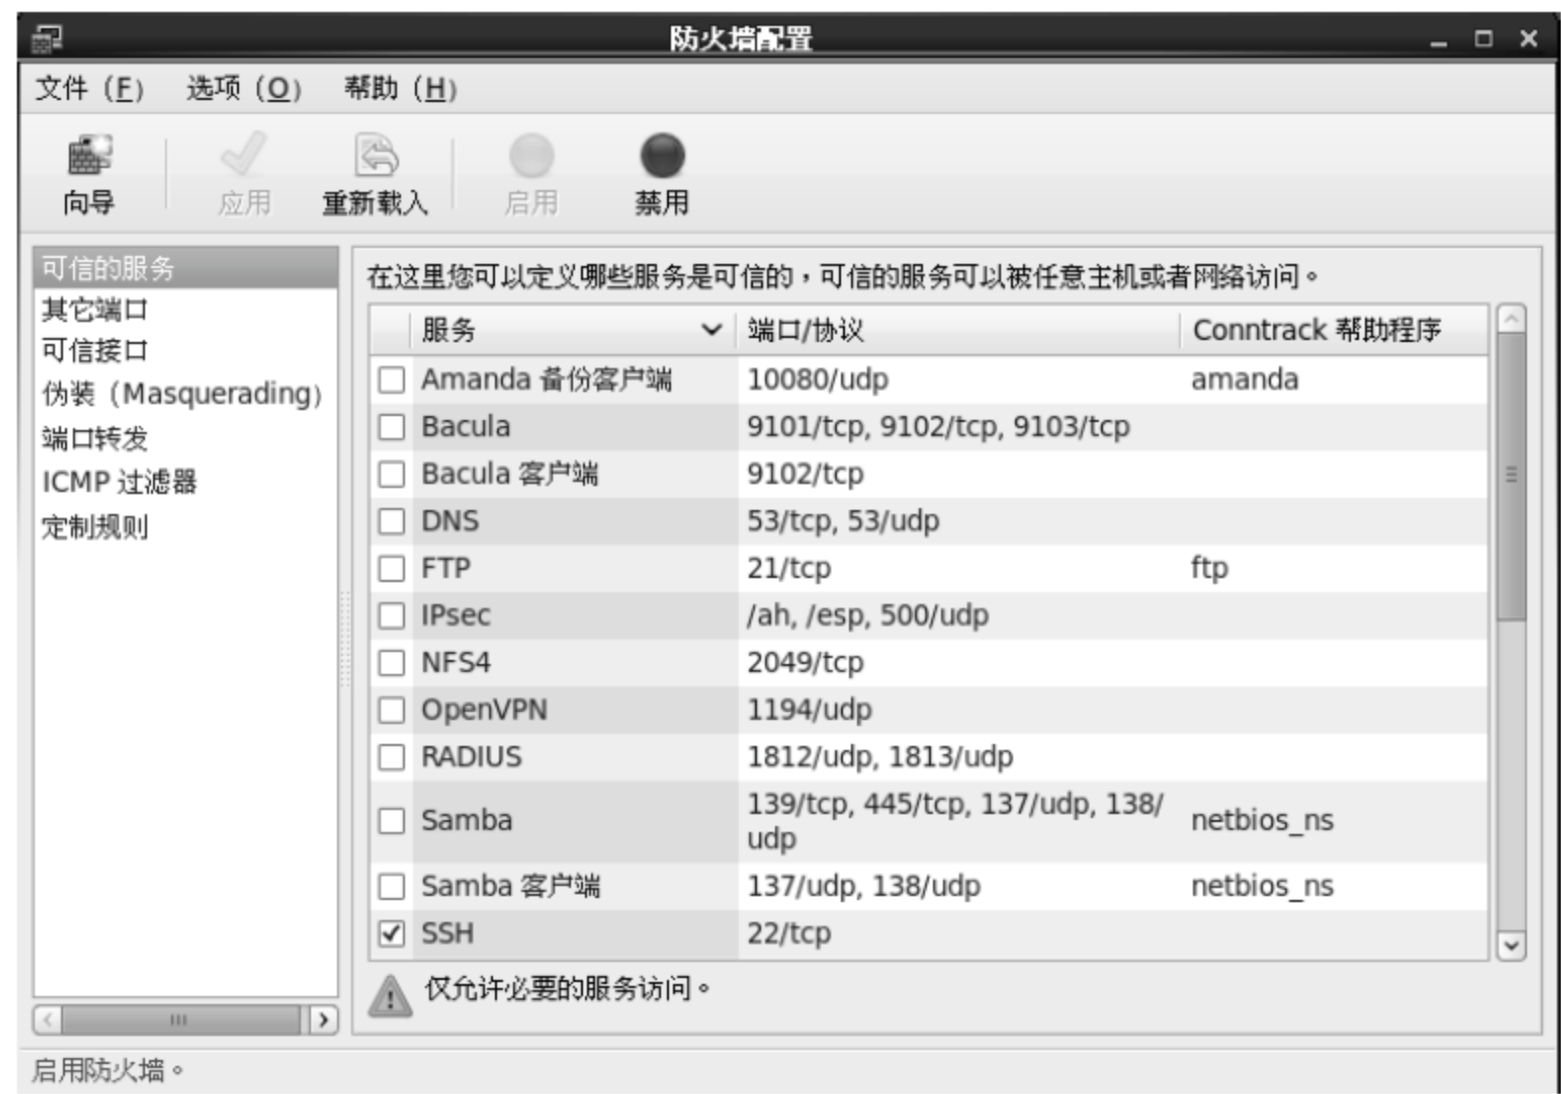 防火墙配置
文件（F） 选项（O） 帮助（H）
向导 应用 重新载入 启用 禁用
可信的服务
其它端口
可信接口
伪装（Masquerading）
端口转发
ICMP 过滤器
定制规则
在这里您可以定义哪些服务是可信的，可信的服务可以被任意主机或者网络访问。
服务 端口/协议 Conntrack 帮助程序
Amanda 备份客户端 10080/udp amanda
Bacula 9101/tcp, 9102/tcp, 9103/tcp
Bacula 客户端 9102/tcp
DNS 53/tcp, 53/udp
FTP 21/tcp ftp
IPsec /ah, /esp, 500/udp
NFS4 2049/tcp
OpenVPN 1194/udp
RADIUS 1812/udp, 1813/udp
Samba 139/tcp, 445/tcp, 137/udp, 138/
udp netbios_ns
Samba 客户端 137/udp, 138/udp netbios_ns
SSH 22/tcp
仅允许必要的服务访问。
启用防火墙。